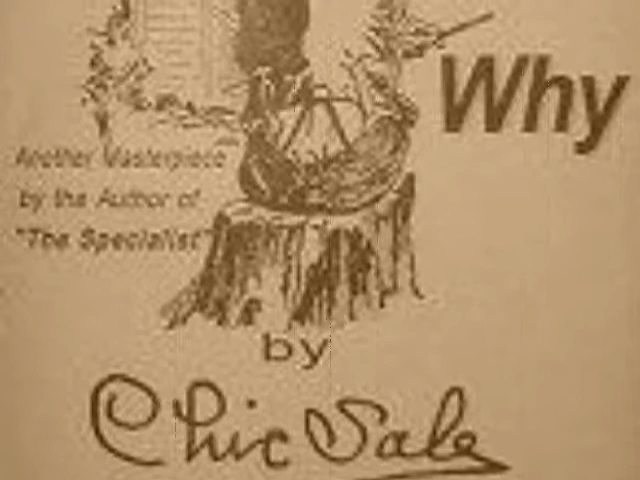 Why
Another Masterpiece
by the Author of
"The Specialist"
by
Chic Sale